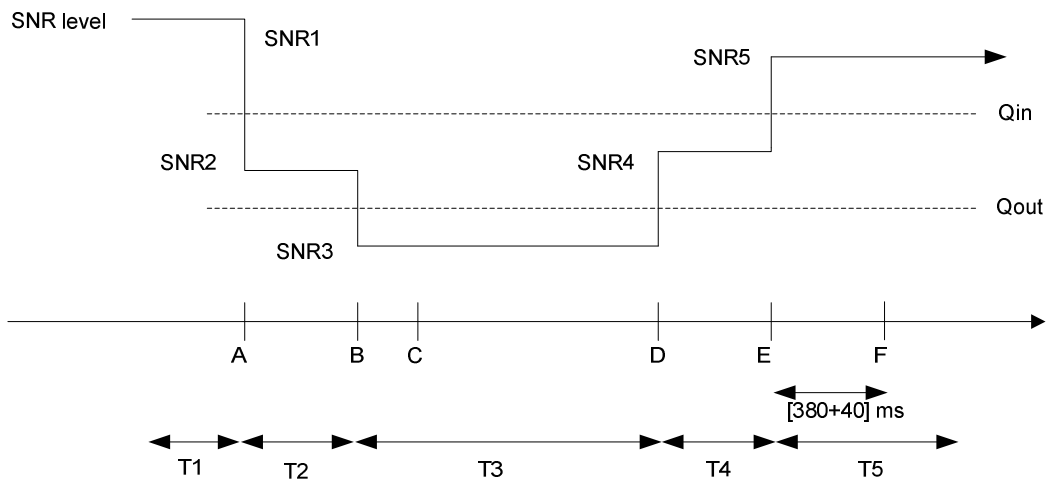 SNR level
SNR1
SNR5
Qin
SNR2
SNR4
Qout
SNR3
A B C D E F
[380+40] ms
T1 T2 T3 T4 T5